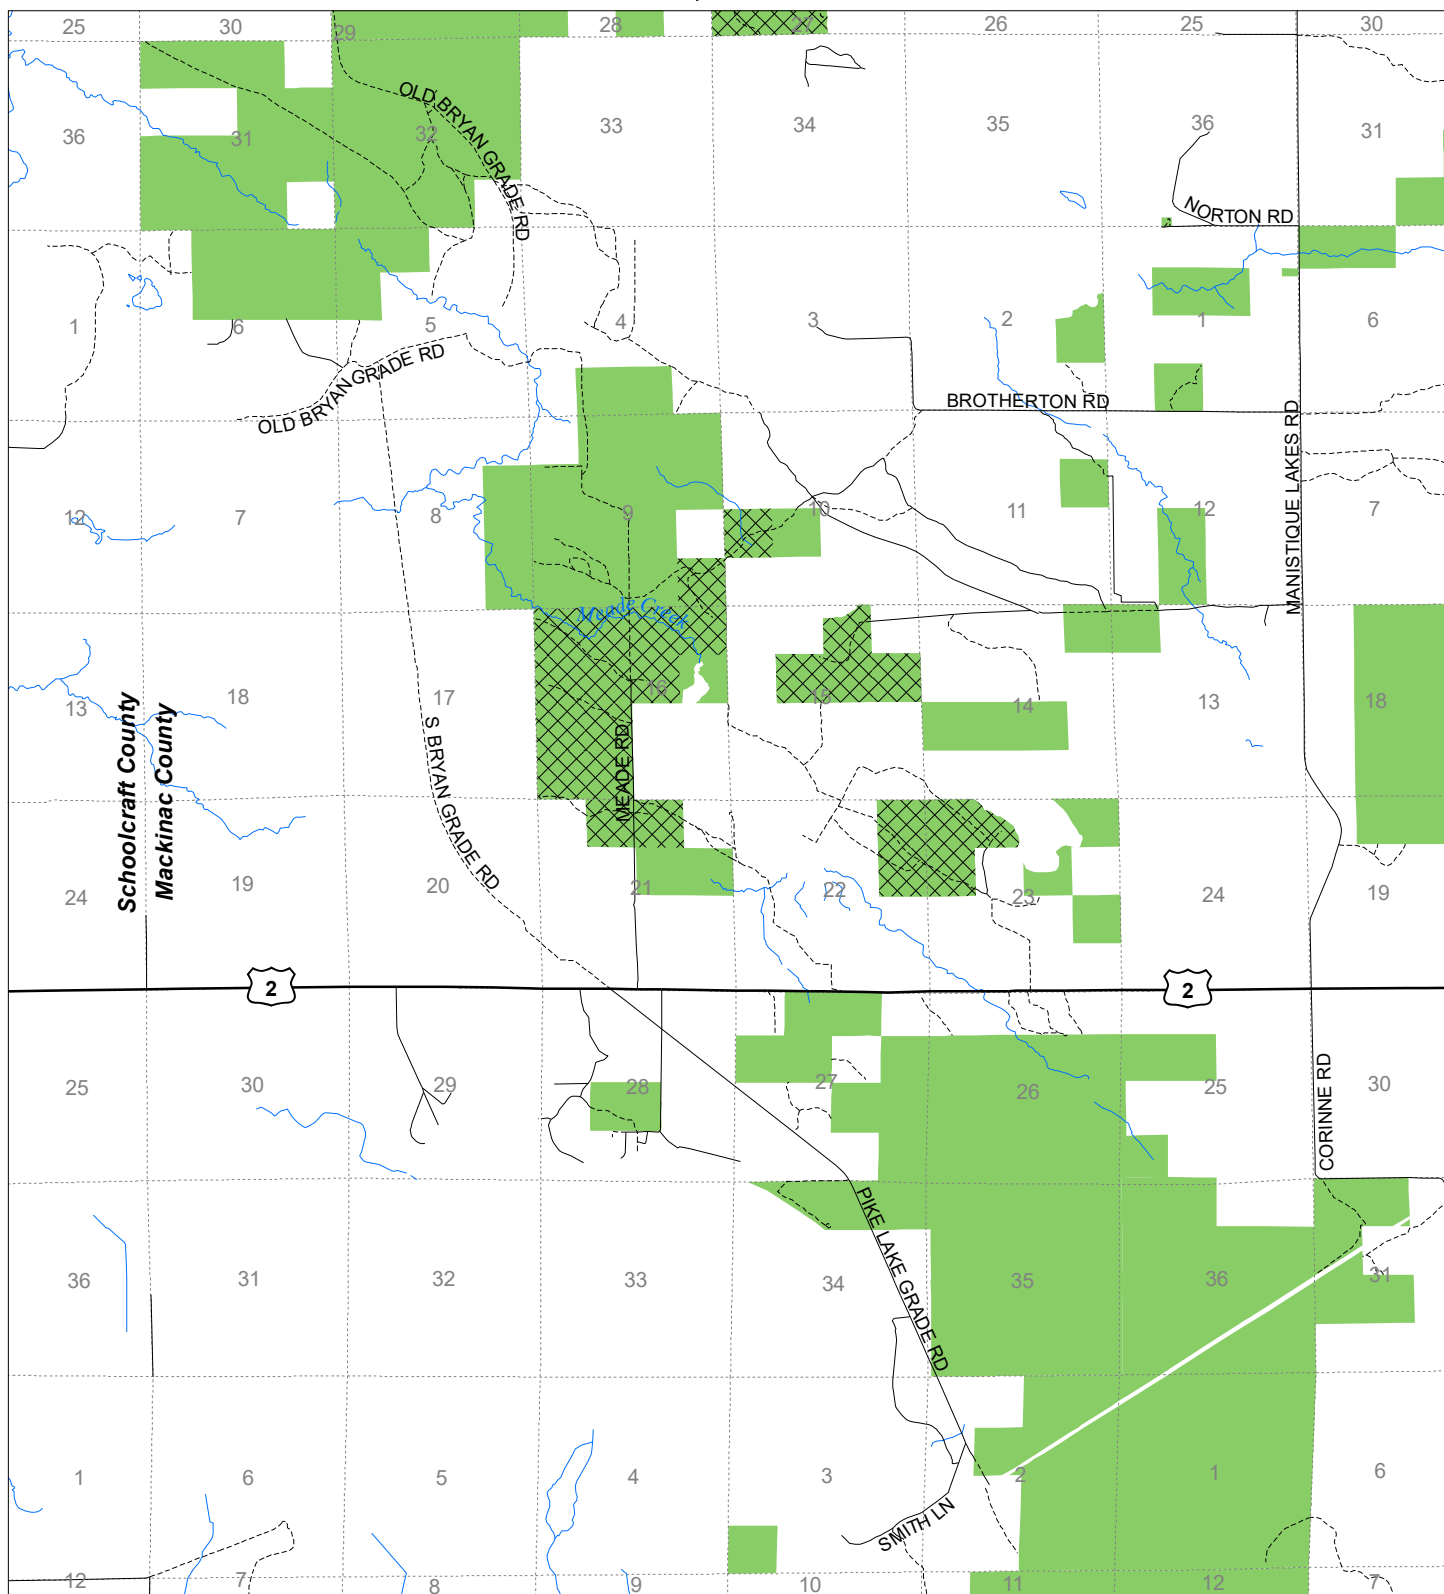 25 30 29 28 27 26 25 30
36 31 32 33 34 35 36 31
OLD BRYAN GRADE RD
NORTON RD
1 6 5 4 3 2 1 6
OLD BRYAN GRADE RD
BROTHERTON RD
MANISTIQUE LAKES RD
12 7 8 9 10 11 12 7
Meade Creek
13 18 17 16 15 14 13 18
Schoolcraft County
Mackinac County
S BRYAN GRADE RD
MEADE RD
24 19 20 21 22 23 24 19
2 2
25 30 29 28 27 26 25 30
CORINNE RD
PIKE LAKE GRADE RD
36 31 32 33 34 35 36 31
1 6 5 4 3 2 1 6
SMITH LN
12 7 8 9 10 11 12 7